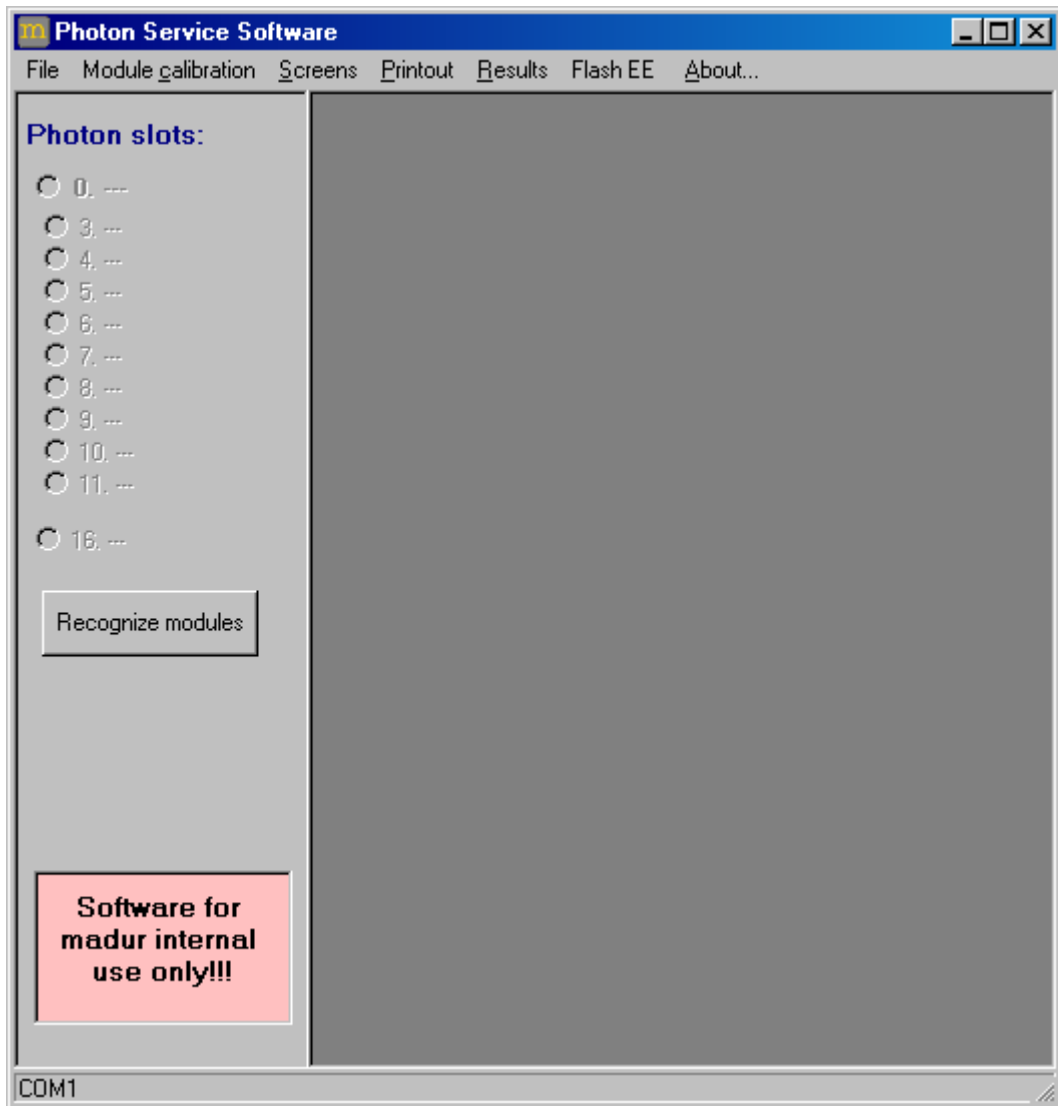 m Photon Service Software
File Module calibration Screens Printout Results Flash EE About...
Photon slots:
0. ---
3. ---
4. ---
5. ---
6. ---
7. ---
8. ---
9. ---
10. ---
11. ---
16. ---
Recognize modules
Software for
madur internal
use only!!!
COM1